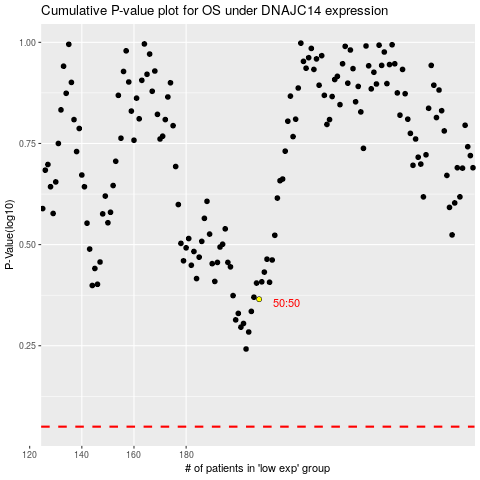 Cumulative P-value plot for OS under DNAJC14 expression
P-Value(log10)
1.00
0.75
0.50
0.25
50:50
120 140 160 180
# of patients in 'low exp' group